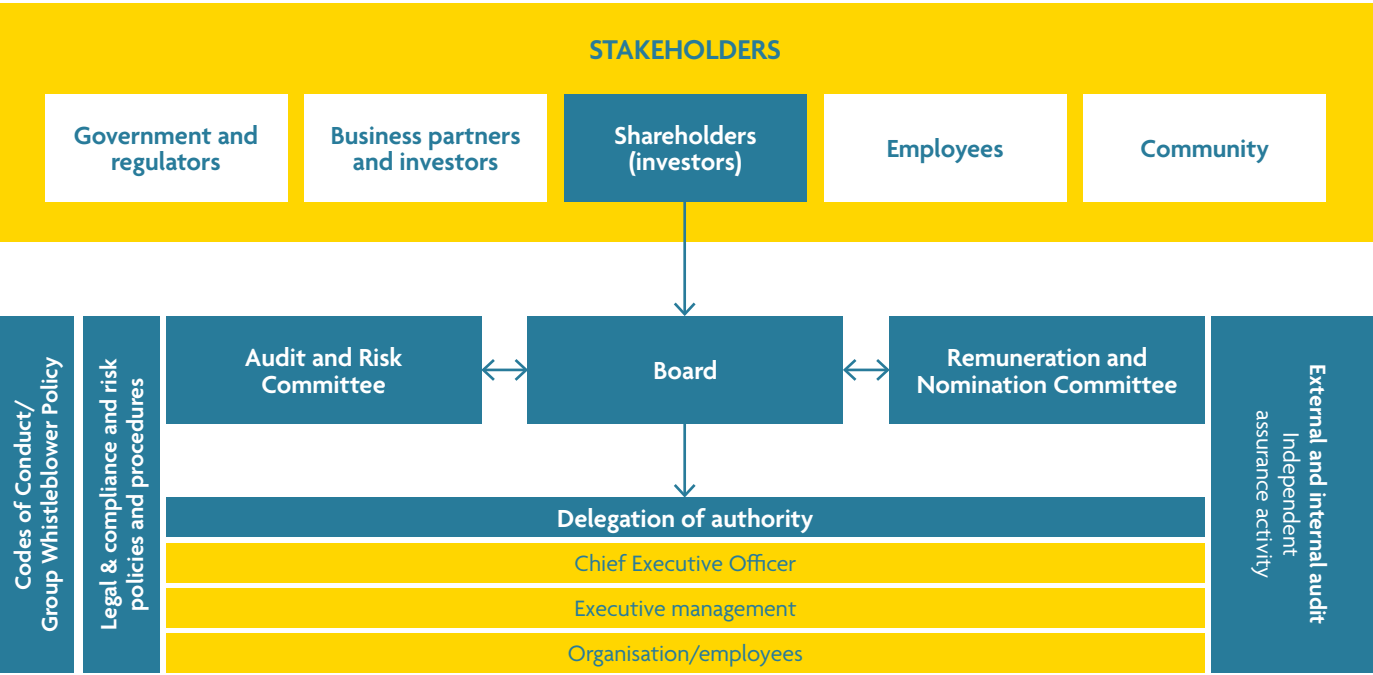 STAKEHOLDERS
Government and
regulators
Business partners
and investors
Shareholders
(investors)
Employees
Community
Codes of Conduct/
Group Whistleblower Policy
Legal & compliance and risk
policies and procedures
Audit and Risk
Committee
Board
Remuneration and
Nomination Committee
External and internal audit
Independent
assurance activity
Delegation of authority
Chief Executive Officer
Executive management
Organisation/employees